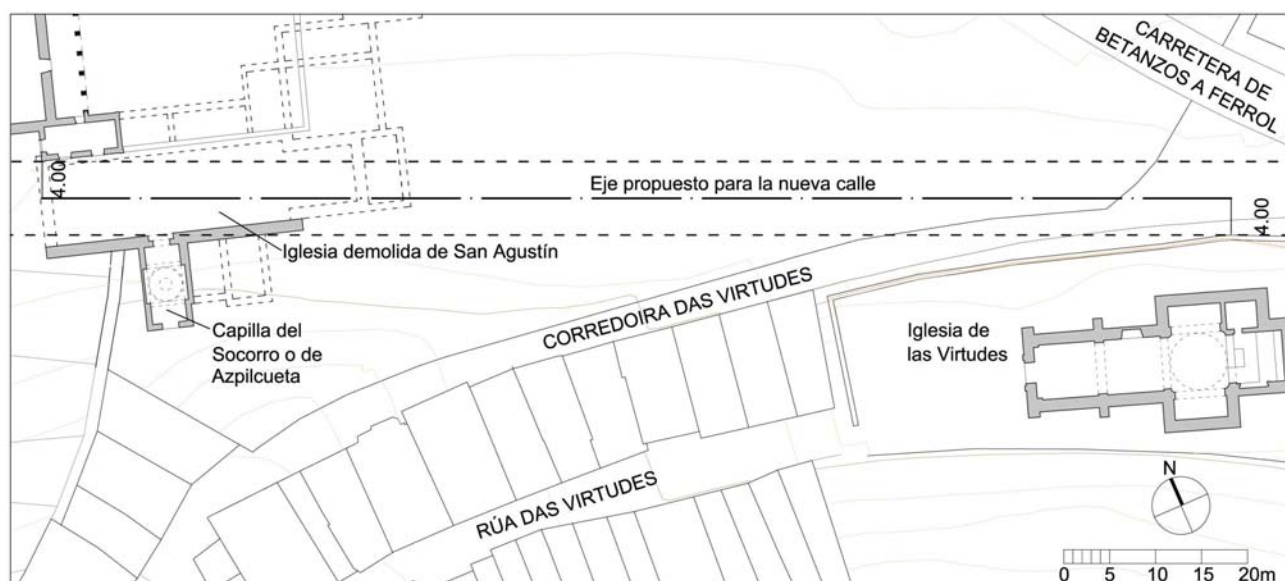 CARRETERA DE
BETANZOS A FERROL
4.00
Eje propuesto para la nueva calle
4.00
Iglesia demolida de San Agustín
CORREDOIRA DAS VIRTUDES
Capilla del
Socorro o de
Azpilcueta
Iglesia de
las Virtudes
RÚA DAS VIRTUDES
N
0 5 10 15 20m